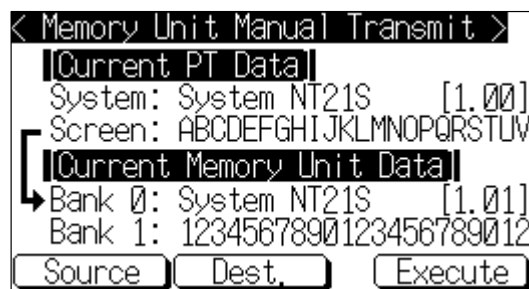 < Memory Unit Manual Transmit >
[Current PT Data]
System: System NT21S [1.00]
Screen: ABCDEFGHIJKLMNOPQRSTUV
[Current Memory Unit Data]
Bank 0: System NT21S [1.01]
Bank 1: 1234567890123456789012
Source Dest. Execute